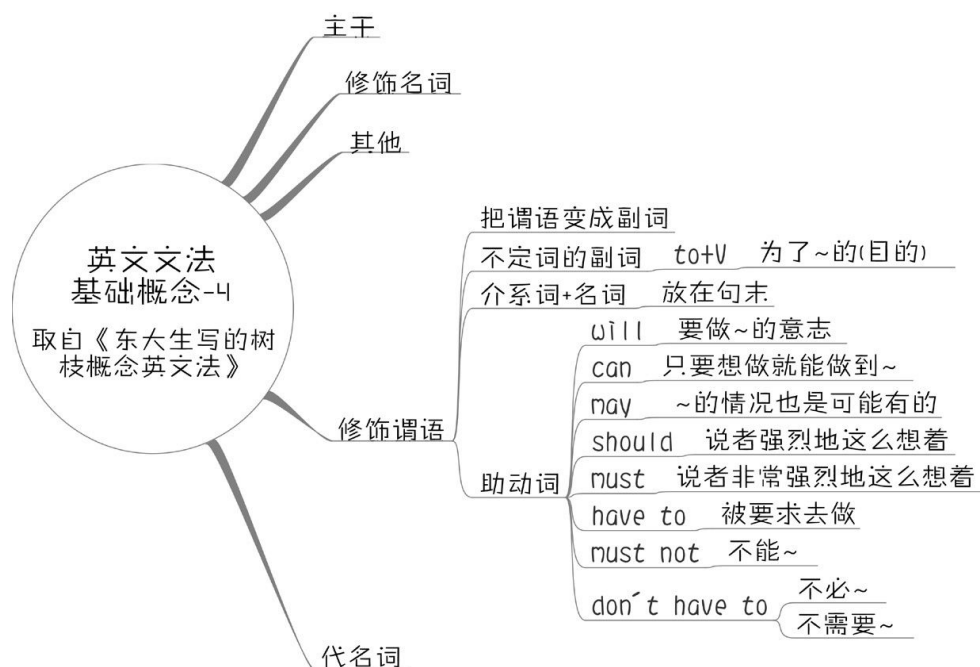 主干
修饰名词
其他
英文文法
基础概念-4
取自《东大生写的树
枝概念英文法》
修饰谓语
把谓语变成副词
不定词的副词 to+V 为了~的(目的)
介系词+名词 放在句末
助动词
will 要做~的意志
can 只要想做就能做到~
may ~的情况也是可能有的
should 说者强烈地这么想着
must 说者非常强烈地这么想着
have to 被要求去做
must not 不能~
don't have to 不必~
不需要~
代名词